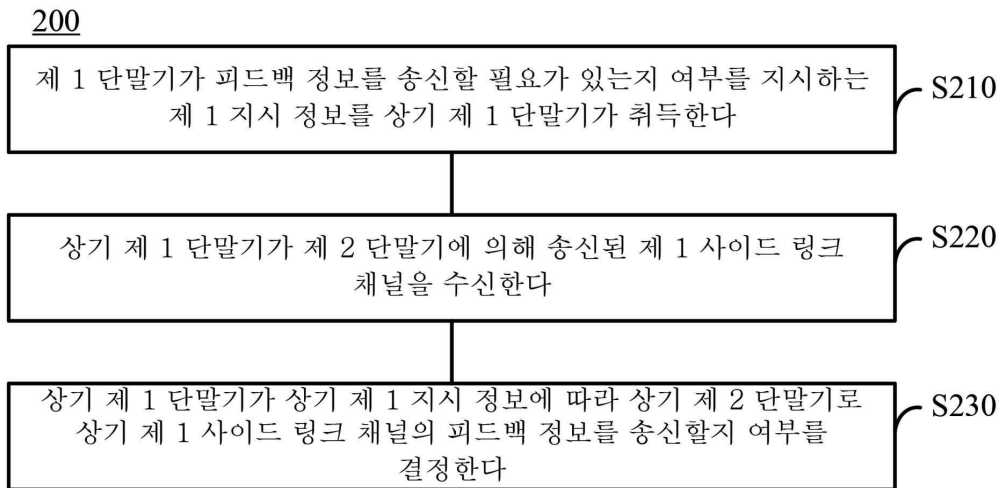 200
제 1 단말기가 피드백 정보를 송신할 필요가 있는지 여부를 지시하는
제 1 지시 정보를 상기 제 1 단말기가 취득한다
S210
상기 제 1 단말기가 제 2 단말기에 의해 송신된 제 1 사이드 링크
채널을 수신한다
S220
상기 제 1 단말기가 상기 제 1 지시 정보에 따라 상기 제 2 단말기로
상기 제 1 사이드 링크 채널의 피드백 정보를 송신할지 여부를
결정한다
S230